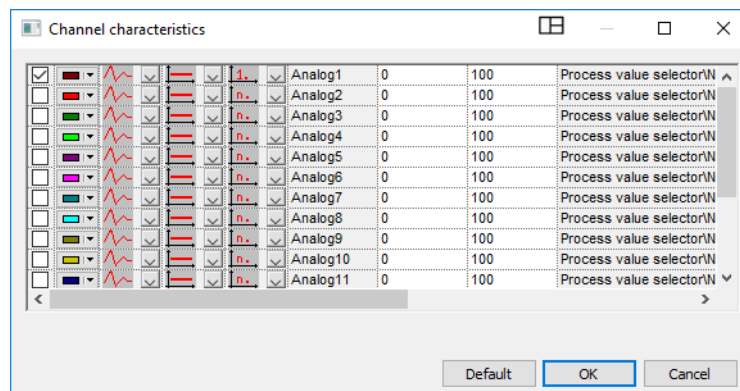 Channel characteristics
1. Analog1 0 100 Process value selector\N
n. Analog2 0 100 Process value selector\N
n. Analog3 0 100 Process value selector\N
n. Analog4 0 100 Process value selector\N
n. Analog5 0 100 Process value selector\N
n. Analog6 0 100 Process value selector\N
n. Analog7 0 100 Process value selector\N
n. Analog8 0 100 Process value selector\N
n. Analog9 0 100 Process value selector\N
n. Analog10 0 100 Process value selector\N
n. Analog11 0 100 Process value selector\N
Default OK Cancel